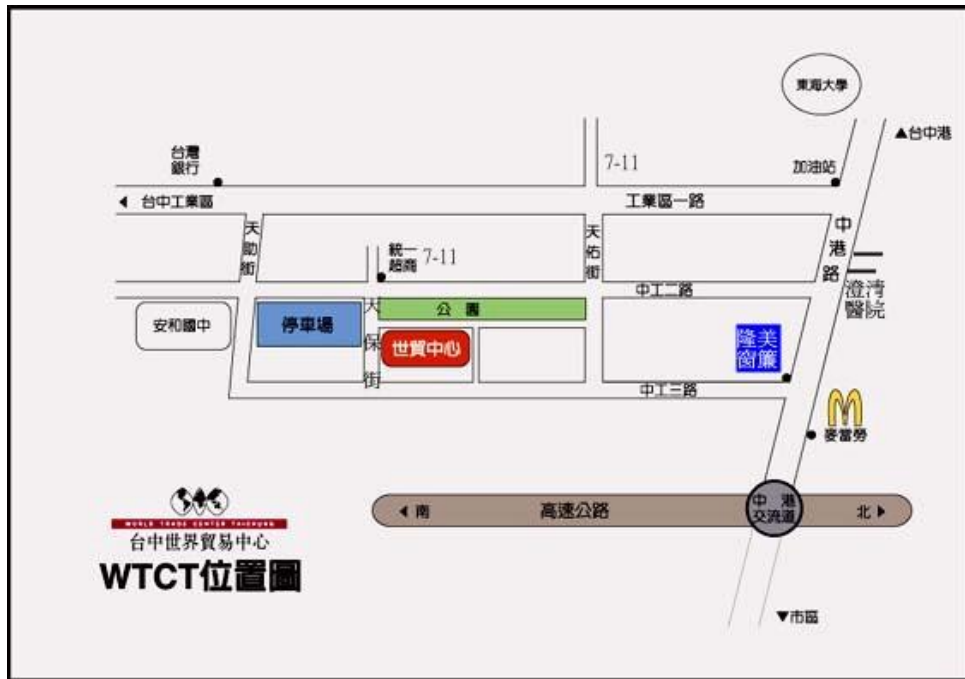 東海大學
▲台中港
台灣
銀行
7-11
加油站
◀ 台中工業區
工業區一路
天助街
天佑街
中港路
統一
超商
7-11
中工二路
澄清
醫院
安和國中
停車場
天保街
公園
世貿中心
隆美
窗簾
中工三路
麥當勞
◀南
高速公路
中港
交流道
北▶
WORLD TRADE CENTER TAICHUNG
台中世界貿易中心
WTCT位置圖
▼市區